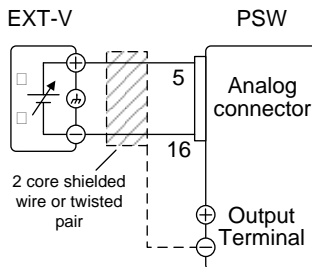 EXT-V
PSW
5
Analog
connector
16
2 core shielded
wire or twisted
pair
Output
Terminal